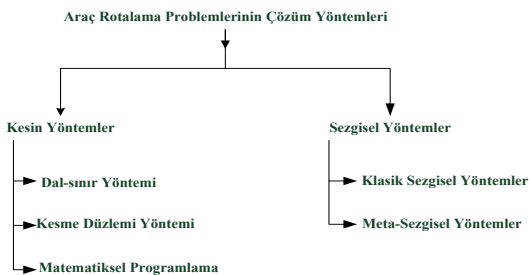 Araç Rotalama Problemlerinin Çözüm Yöntemleri
Kesin Yöntemler
Dal-sınır Yöntemi
Kesme Düzlemi Yöntemi
Matematiksel Programlama
Sezgisel Yöntemler
Klasik Sezgisel Yöntemler
Meta-Sezgisel Yöntemler